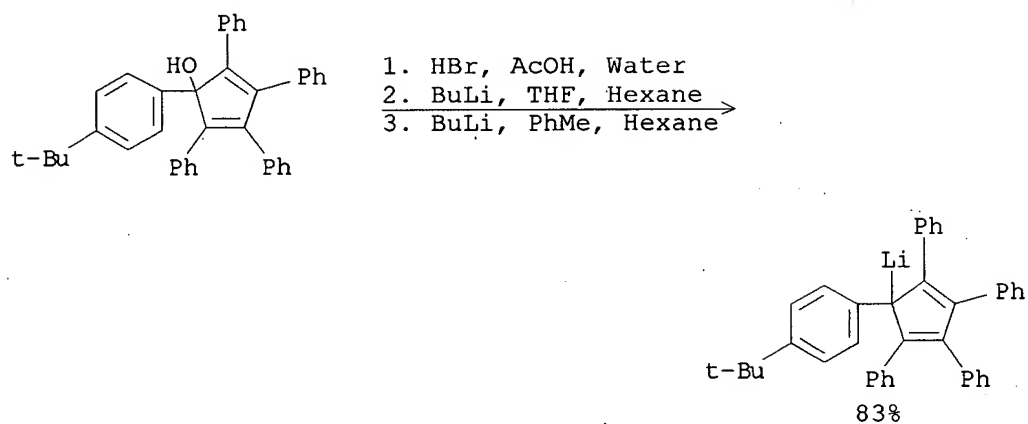 Ph
HO
Ph
t-Bu
Ph
Ph
1. HBr, AcOH, Water
2. BuLi, THF, Hexane
3. BuLi, PhMe, Hexane
Ph
Li
Ph
t-Bu
Ph
Ph
83%